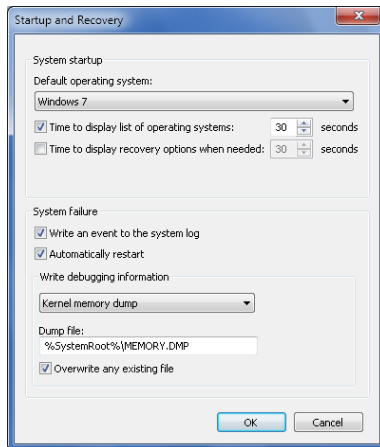 Startup and Recovery
System startup
Default operating system:
Windows 7
Time to display list of operating systems: 30 seconds
Time to display recovery options when needed: 30 seconds
System failure
Write an event to the system log
Automatically restart
Write debugging information
Kernel memory dump
Dump file:
%SystemRoot%\MEMORY.DMP
Overwrite any existing file
OK Cancel